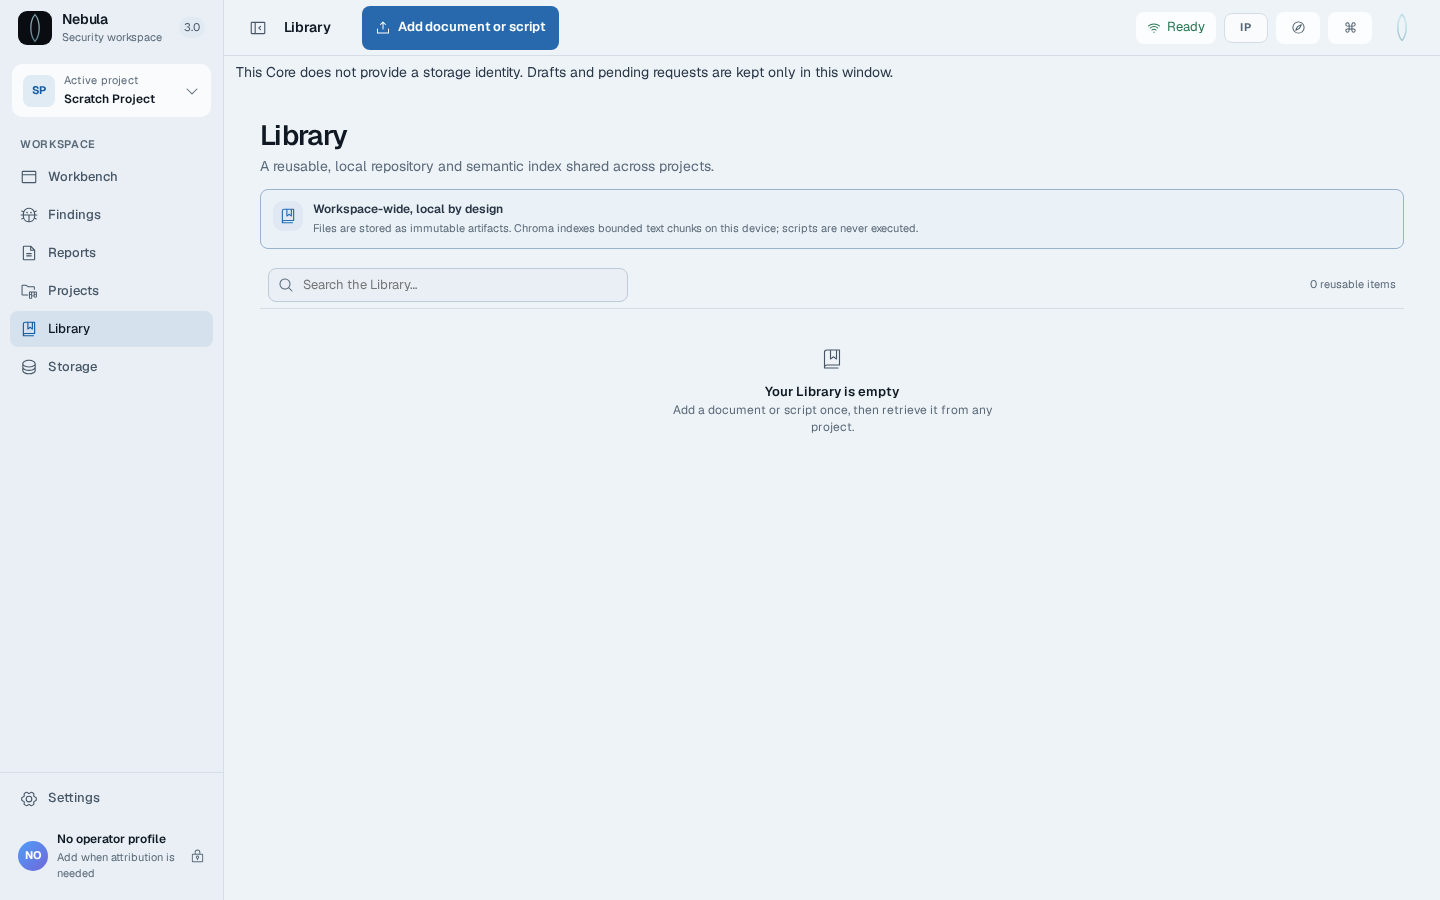 Nebula
Security workspace
3.0
SP
Active project
Scratch Project
WORKSPACE
Workbench
Findings
Reports
Projects
Library
Storage
Settings
NO
No operator profile
Add when attribution is
needed
Library
Add document or script
Ready
IP
This Core does not provide a storage identity. Drafts and pending requests are kept only in this window.
Library
A reusable, local repository and semantic index shared across projects.
Workspace-wide, local by design
Files are stored as immutable artifacts. Chroma indexes bounded text chunks on this device; scripts are never executed.
Search the Library...
0 reusable items
Your Library is empty
Add a document or script once, then retrieve it from any
project.